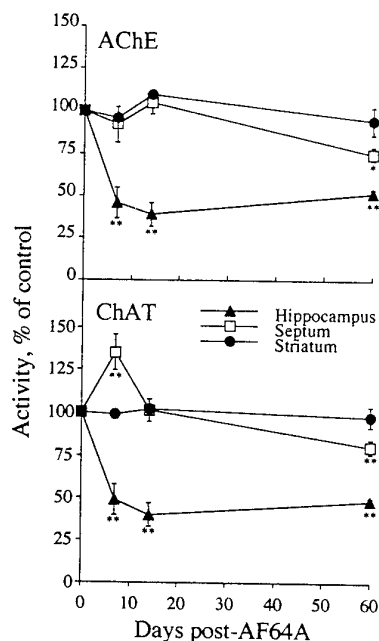 150
AChE
125
100
75
*
50
**
**
**
25
0
Activity, % of control
ChAT
Hippocampus
Septum
Striatum
150
125
**
100
75
**
50
**
**
**
25
0
0 10 20 30 40 50 60
Days post-AF64A